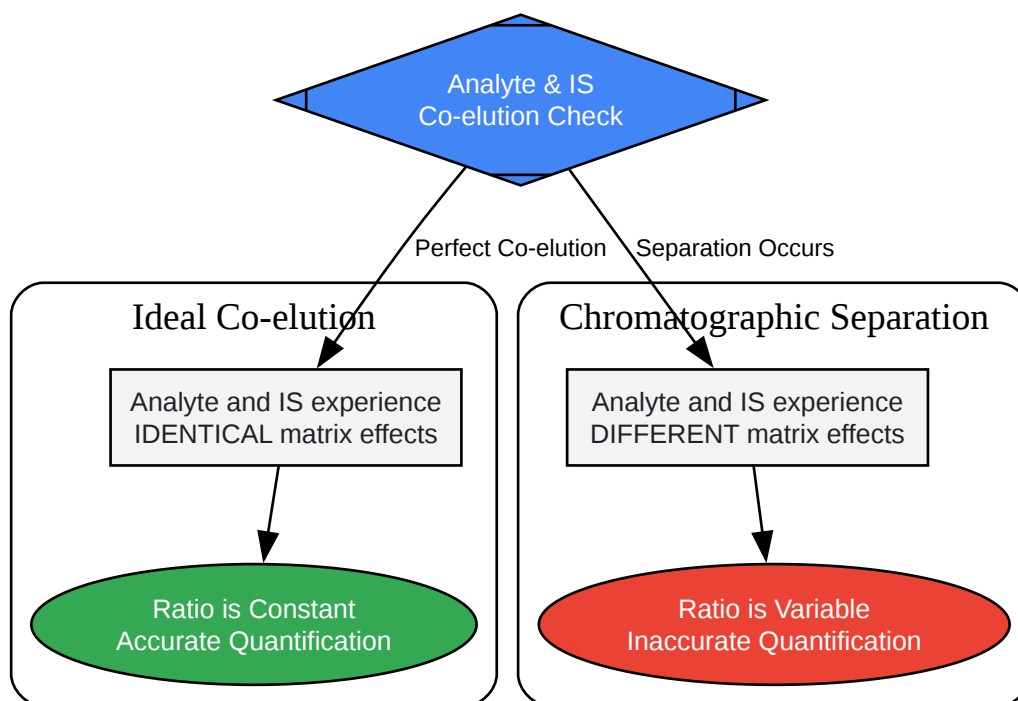 Analyte & IS
Co-elution Check
Perfect Co-elution
Separation Occurs
Ideal Co-elution
Analyte and IS experience
IDENTICAL matrix effects
Ratio is Constant
Accurate Quantification
Chromatographic Separation
Analyte and IS experience
DIFFERENT matrix effects
Ratio is Variable
Inaccurate Quantification